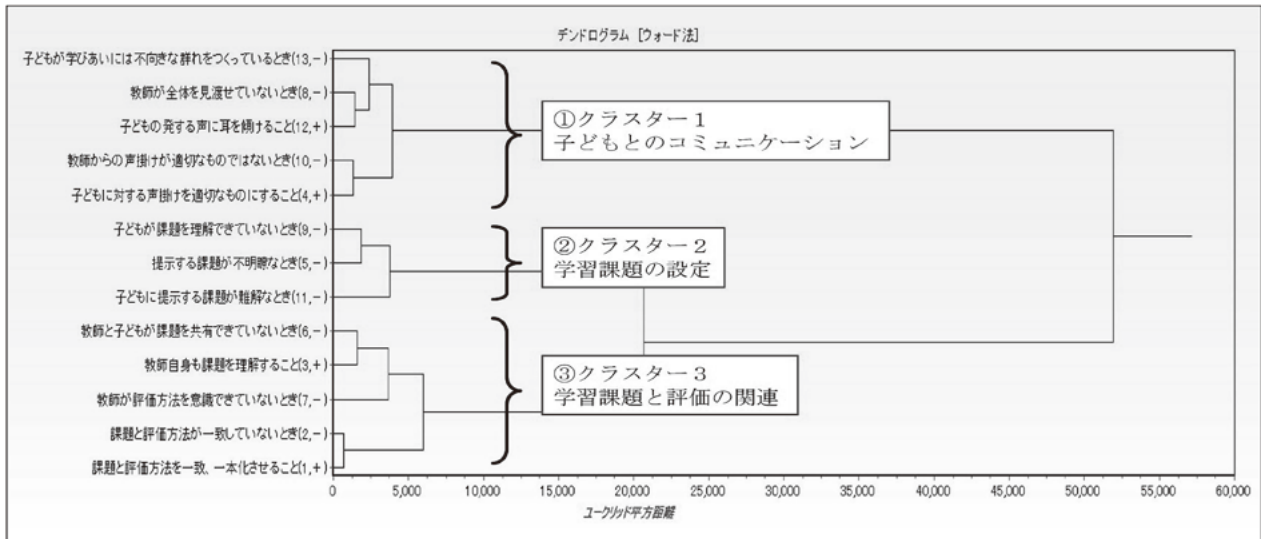 デンドログラム [ウォード法]
子どもが学びあいには不向きな群れをつくっているとき(13,-)
教師が全体を見渡せていないとき(8,-)
子どもの発する声に耳を傾けること(12,+)
教師からの声掛けが適切なものではないとき(10,-)
子どもに対する声掛けを適切なものにすること(4,+)
①クラスター1
子どもとのコミュニケーション
子どもが課題を理解できていないとき(9,-)
提示する課題が不明瞭なとき(5,-)
子どもに提示する課題が難解なとき(11,-)
②クラスター2
学習課題の設定
教師と子どもが課題を共有できていないとき(6,-)
教師自身も課題を理解すること(3,+)
教師が評価方法を意識できていないとき(7,-)
課題と評価方法が一致していないとき(2,-)
課題と評価方法を一致、一本化させること(1,+)
③クラスター3
学習課題と評価の関連
0 5,000 10,000 15,000 20,000 25,000 30,000 35,000 40,000 45,000 50,000 55,000 60,000
ユークリッド平方距離